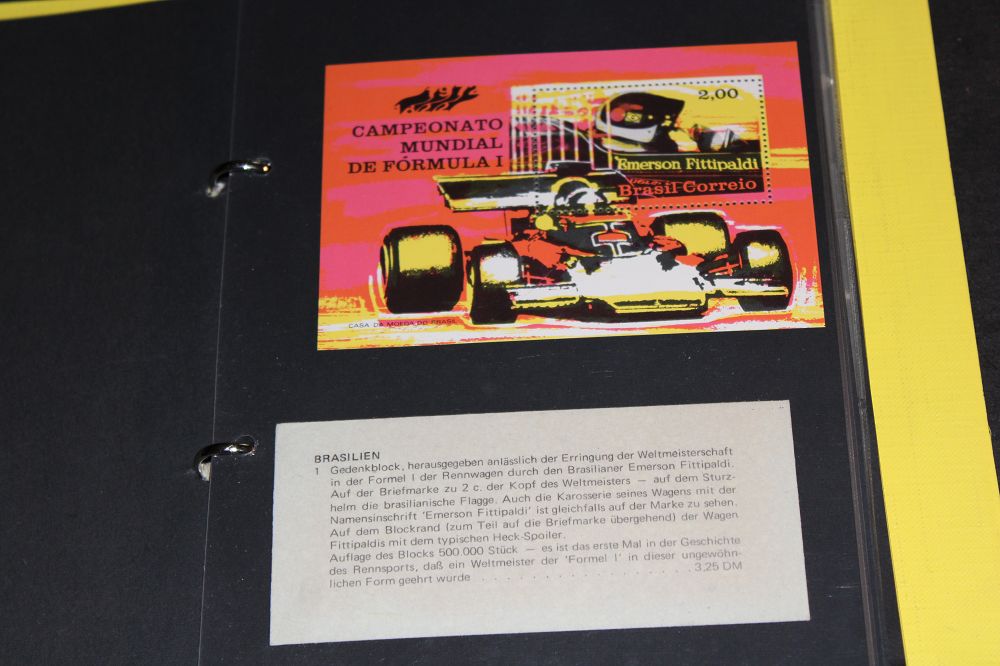 1972
CAMPEONATO
MUNDIAL
DE FÓRMULA I
2,00
Emerson Fittipaldi
Brasil Correio
CASA DA MOEDA DO BRASIL
BRASILIEN
1 Gedenkblock, herausgegeben anlässlich der Erringung der Weltmeisterschaft
in der Formel I der Rennwagen durch den Brasilianer Emerson Fittipaldi.
Auf der Briefmarke zu 2 c. der Kopf des Weltmeisters — auf dem Sturz-
helm die brasilianische Flagge. Auch die Karosserie seines Wagens mit der
Namensinschrift 'Emerson Fittipaldi' ist gleichfalls auf der Marke zu sehen.
Auf dem Blockrand (zum Teil auf die Briefmarke übergehend) der Wagen
Fittipaldis mit dem typischen Heck-Spoiler.
Auflage des Blocks 500.000 Stück — es ist das erste Mal in der Geschichte
des Rennsports, daß ein Weltmeister der 'Formel I' in dieser ungewöhn-
lichen Form geehrt wurde . . . . . . . . . . . . . . . . . . 3,25 DM